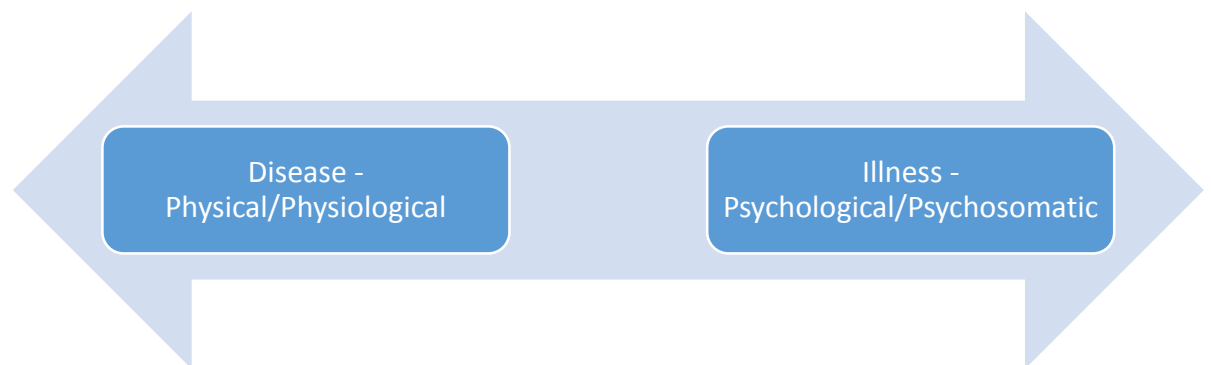 Disease -
Physical/Physiological
Illness -
Psychological/Psychosomatic